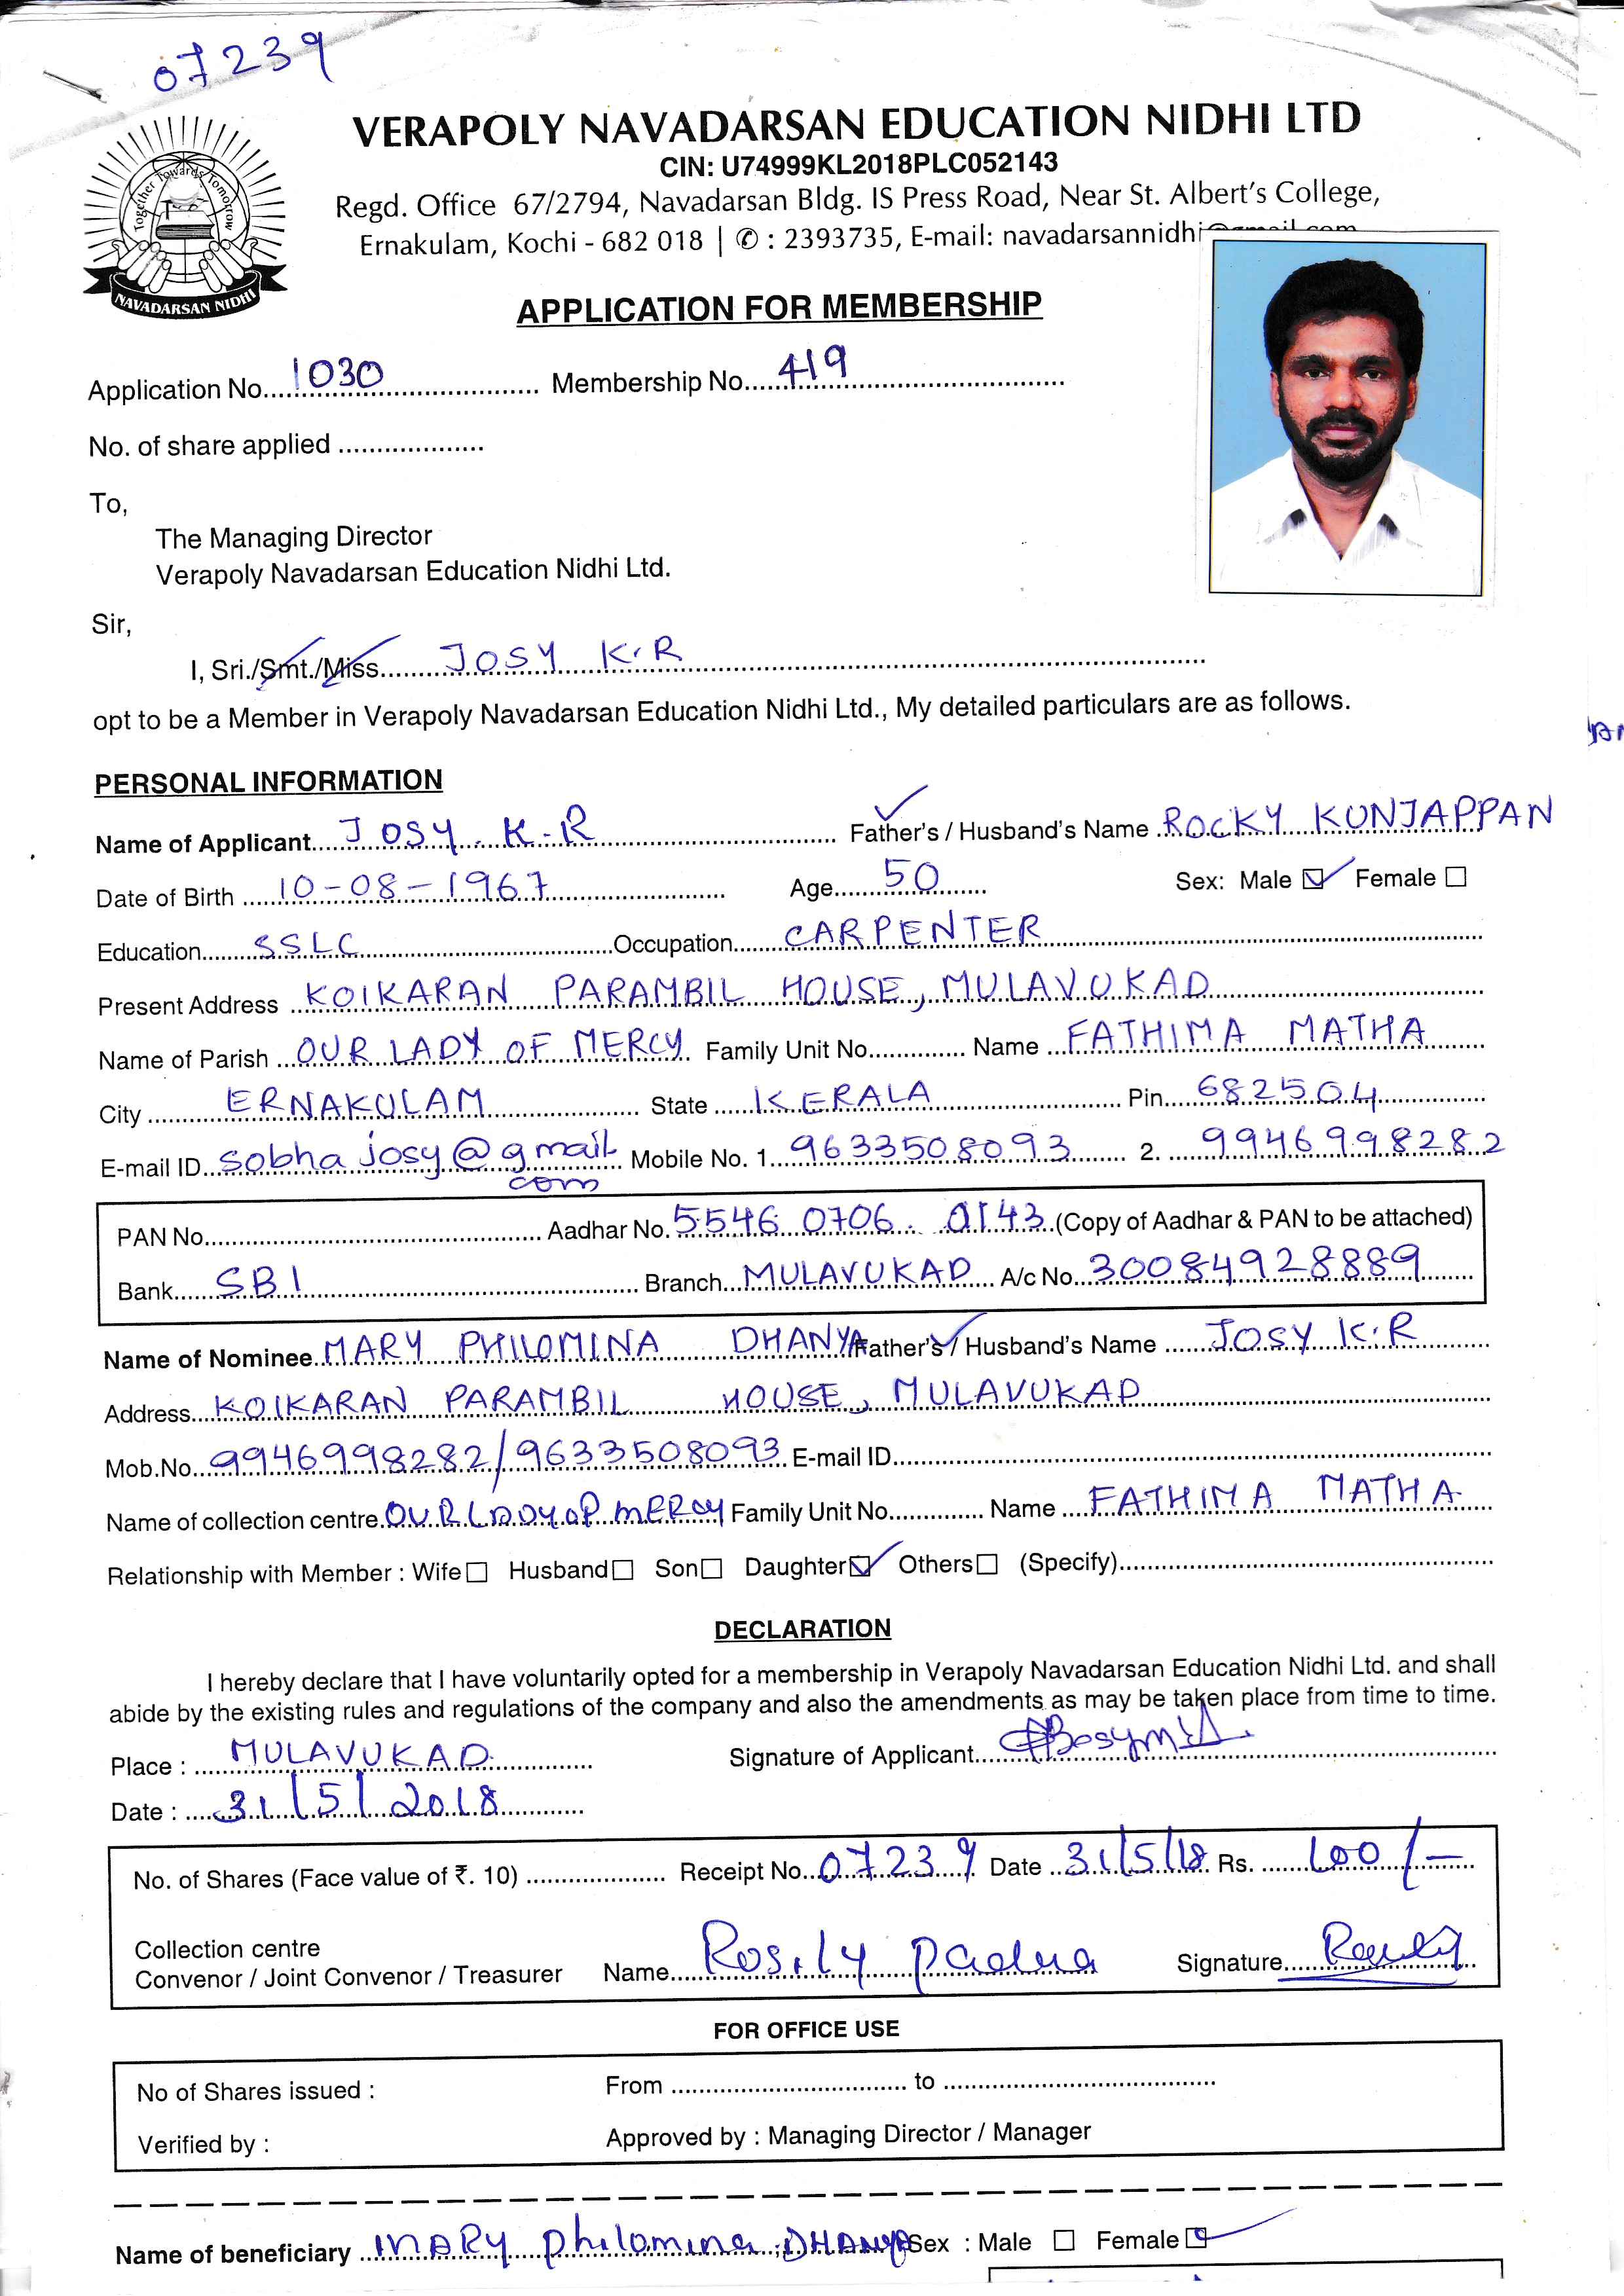 07239
VERAPOLY NAVADARSAN EDUCATION NIDHI LTD
CIN: U74999KL2018PLC052143
Regd. Office 67/2794, Navadarsan Bldg. IS Press Road, Near St. Albert's College,
Ernakulam, Kochi - 682 018 | ✆ : 2393735, E-mail: navadarsannidhi@gmail.com
Together Towards Tomorrow
NAVADARSAN NIDHI
APPLICATION FOR MEMBERSHIP
Application No. 1030 Membership No. 419
No. of share applied ..................
To,
The Managing Director
Verapoly Navadarsan Education Nidhi Ltd.
Sir,
I, Sri./Smt./Miss. JOSY K.R
opt to be a Member in Verapoly Navadarsan Education Nidhi Ltd., My detailed particulars are as follows.
PERSONAL INFORMATION
Name of Applicant JOSY. K-R Father's / Husband's Name ROCKY KUNJAPPAN
Date of Birth 10-08-1967 Age 50 Sex: Male ☑ Female ☐
Education SSLC Occupation CARPENTER
Present Address KOIKARAN PARAMBIL HOUSE, MULAVUKAD
Name of Parish OUR LADY OF MERCY Family Unit No. Name FATHIMA MATHA
City ERNAKULAM State KERALA Pin 682504
E-mail ID sobhajosy@gmail Mobile No. 1. 9633508093 2. 9946998282
com
PAN No. Aadhar No. 5546 0706 0143 (Copy of Aadhar & PAN to be attached)
Bank SBI Branch MULAVUKAD A/c No. 30084928889
Name of Nominee MARY PHILOMINA DHANYA Father's / Husband's Name JOSY K.R
Address KOIKARAN PARAMBIL HOUSE, MULAVUKAD
Mob.No. 9946998282/9633508093 E-mail ID
Name of collection centre OUR LADY OF MERCY Family Unit No. Name FATHIMA MATHA
Relationship with Member : Wife ☐ Husband ☐ Son ☐ Daughter ☑ Others ☐ (Specify)
DECLARATION
I hereby declare that I have voluntarily opted for a membership in Verapoly Navadarsan Education Nidhi Ltd. and shall
abide by the existing rules and regulations of the company and also the amendments as may be taken place from time to time.
Place : MULAVUKAD Signature of Applicant
Date : 31/5/2018
No. of Shares (Face value of ₹. 10) Receipt No. 07239 Date 31/5/18 Rs. 100/-
Collection centre
Convenor / Joint Convenor / Treasurer Name Rosily Padua Signature
FOR OFFICE USE
No of Shares issued : From to
Verified by : Approved by : Managing Director / Manager
Name of beneficiary MARY philomina DHANYA Sex : Male ☐ Female ☑